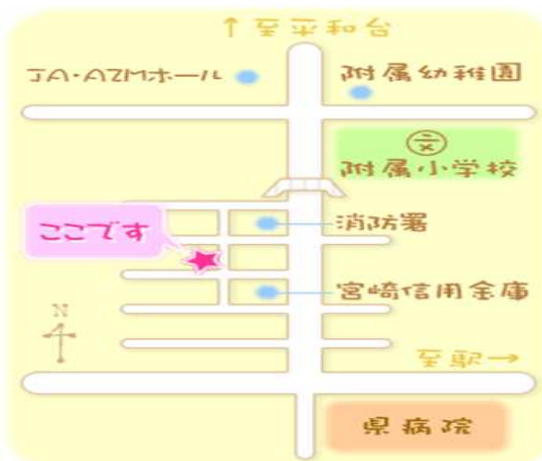 ↑至平和台
JA・AZMホール
附属幼稚園
附属小学校
消防署
ここです
宮崎信用金庫
N
至駅→
県病院